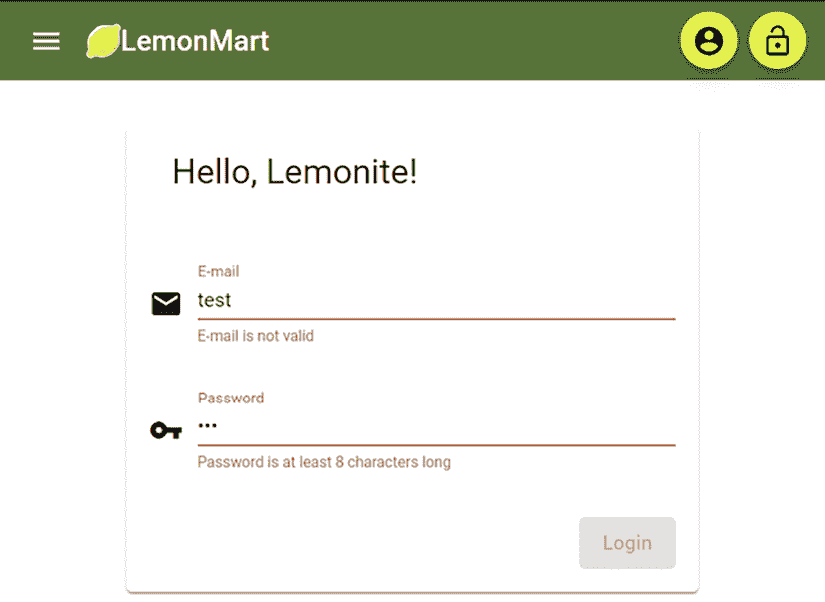 LemonMart
Hello, Lemonite!
E-mail
test
E-mail is not valid
Password
•••
Password is at least 8 characters long
Login